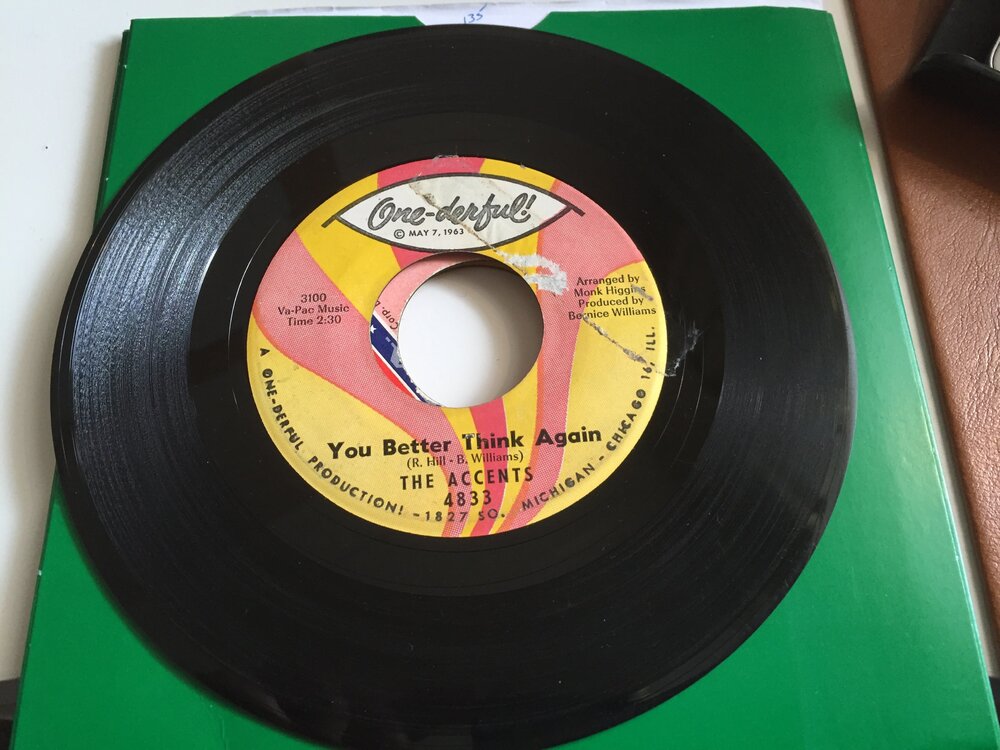 135
One-derful!
© MAY 7, 1963
3100
Va-Pac Music
Time 2:30
Arranged by
Monk Higgins
Produced by
Bernice Williams
Corp.
You Better Think Again
(R. Hill - B. Williams)
THE ACCENTS
4833
A ONE-DERFUL PRODUCTION! - 1827 SO. MICHIGAN - CHICAGO 16, ILL.